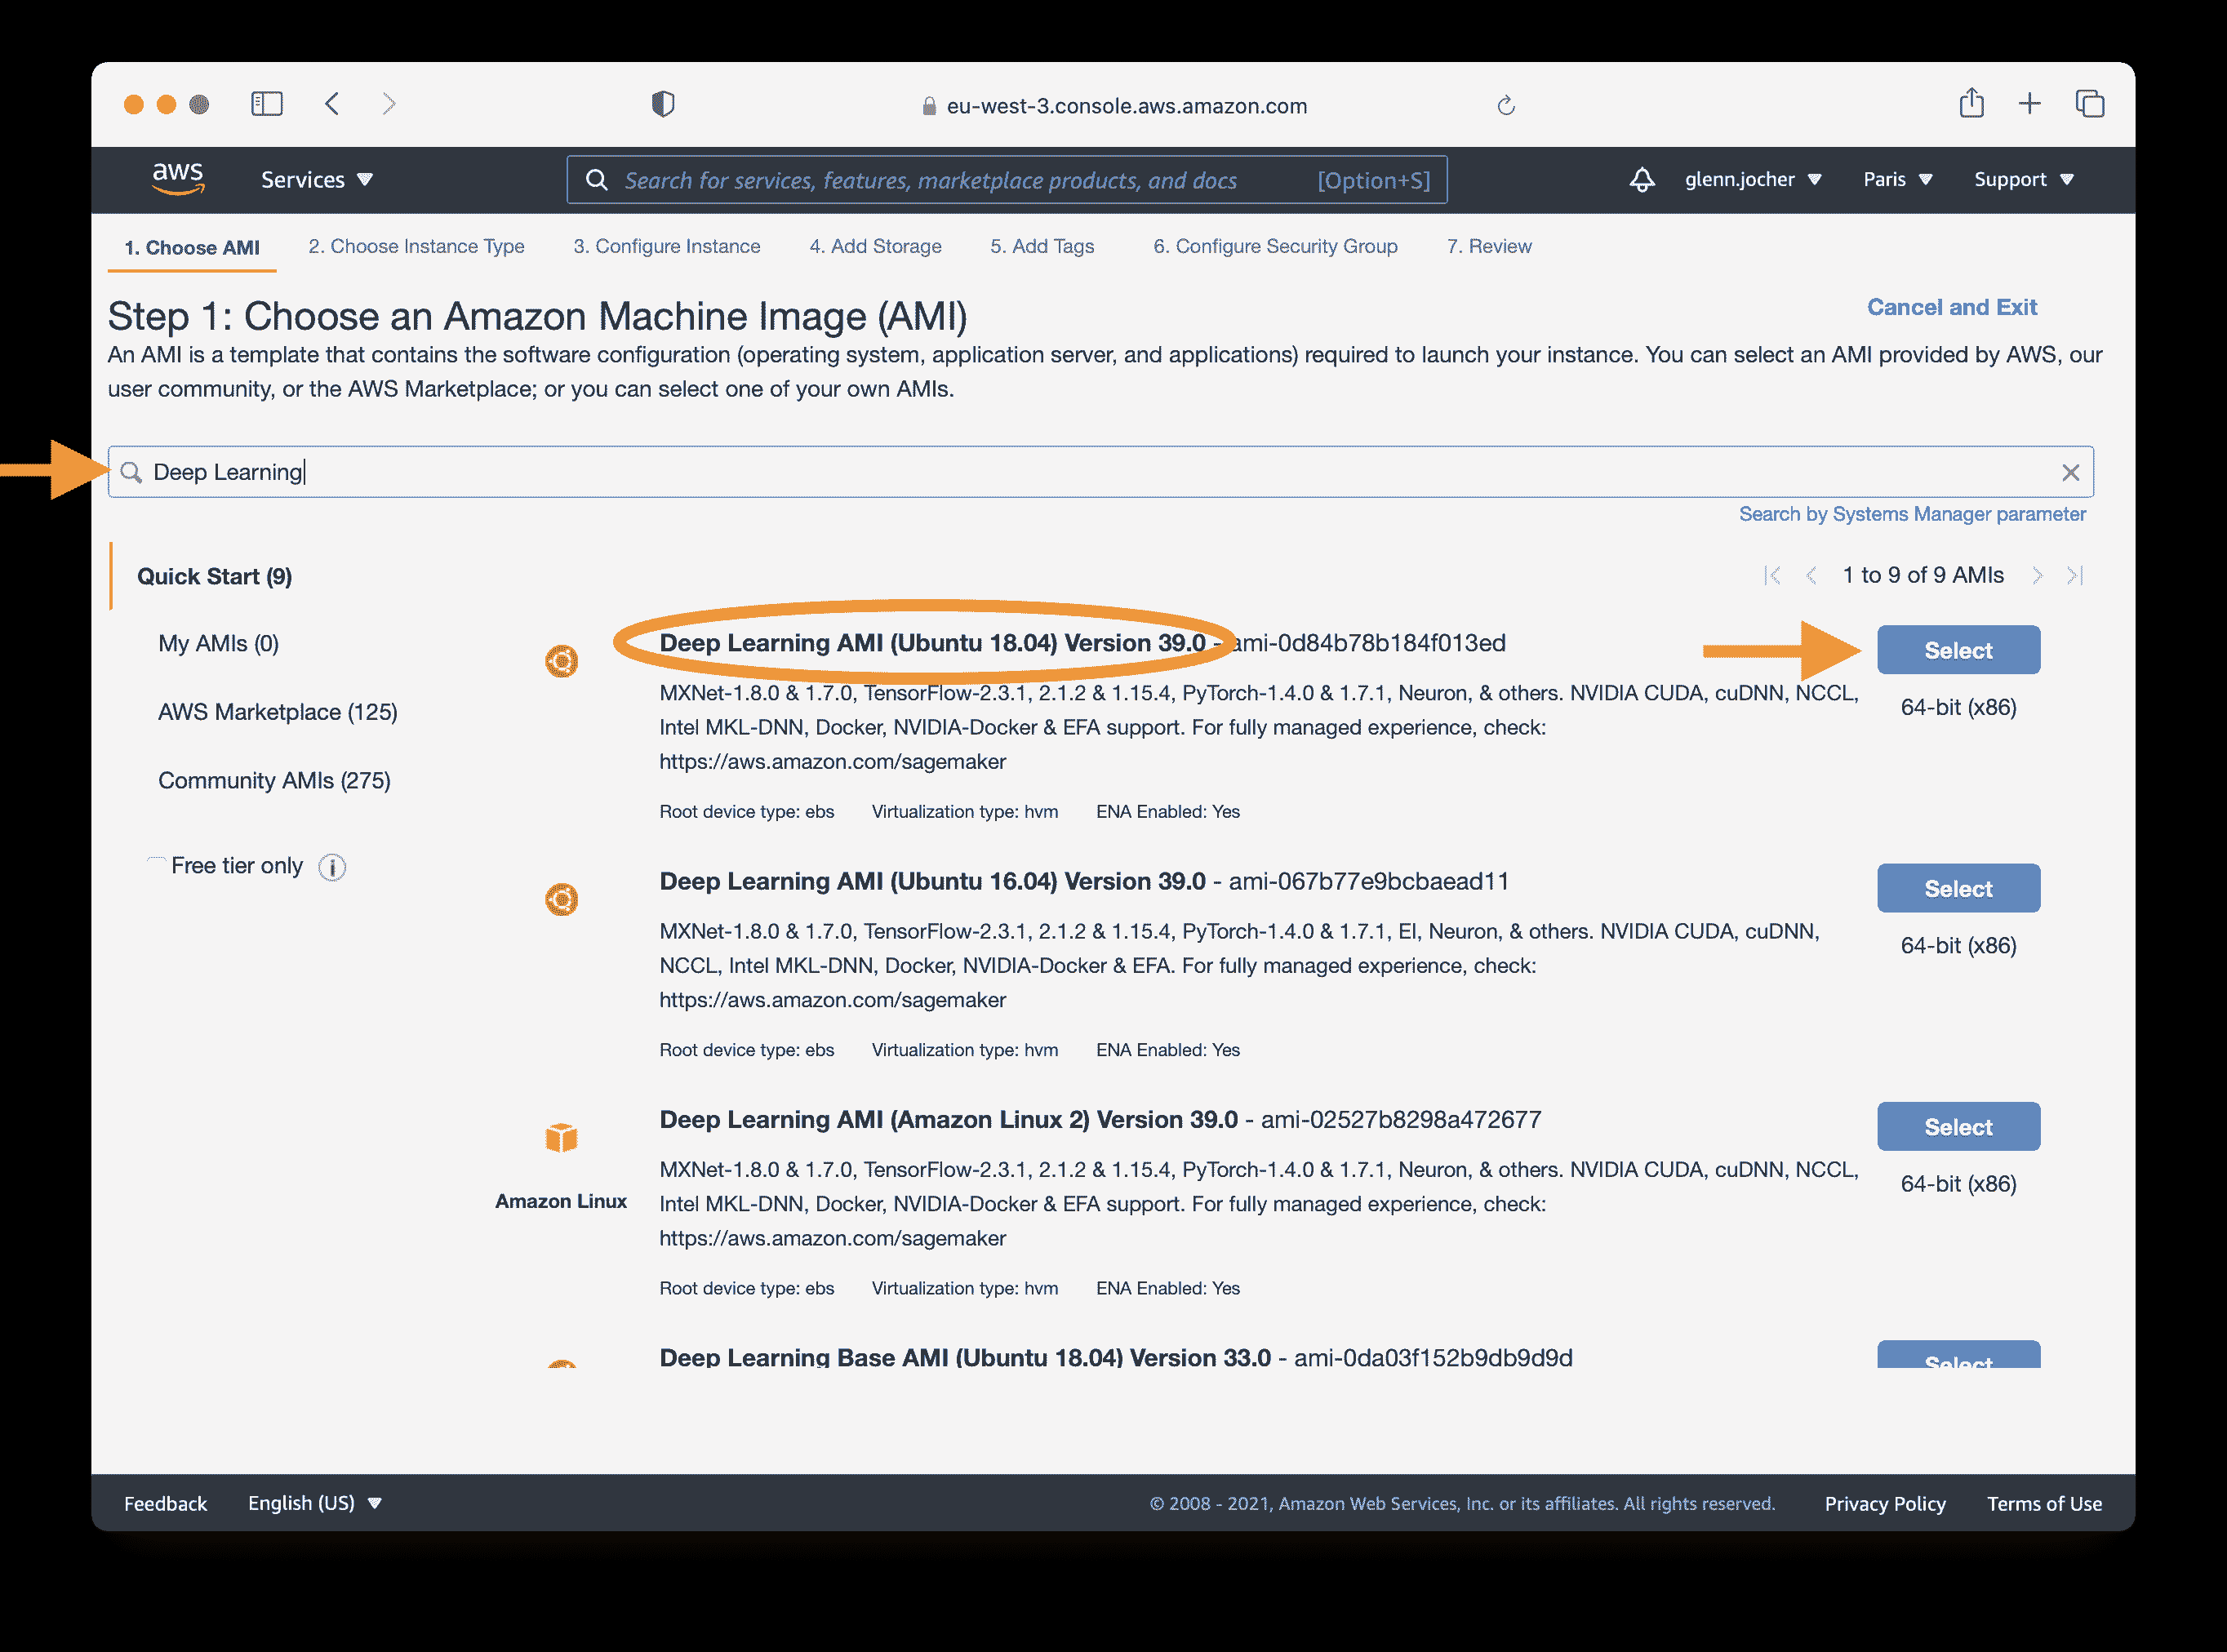 eu-west-3.console.aws.amazon.com
aws Services Search for services, features, marketplace products, and docs [Option+S] glenn.jocher Paris Support
1. Choose AMI 2. Choose Instance Type 3. Configure Instance 4. Add Storage 5. Add Tags 6. Configure Security Group 7. Review
Step 1: Choose an Amazon Machine Image (AMI)
Cancel and Exit
An AMI is a template that contains the software configuration (operating system, application server, and applications) required to launch your instance. You can select an AMI provided by AWS, our
user community, or the AWS Marketplace; or you can select one of your own AMIs.
Deep Learning
Search by Systems Manager parameter
Quick Start (9)
1 to 9 of 9 AMIs
My AMIs (0)
AWS Marketplace (125)
Community AMIs (275)
Free tier only
Deep Learning AMI (Ubuntu 18.04) Version 39.0 - ami-0d84b78b184f013ed
Select
MXNet-1.8.0 & 1.7.0, TensorFlow-2.3.1, 2.1.2 & 1.15.4, PyTorch-1.4.0 & 1.7.1, Neuron, & others. NVIDIA CUDA, cuDNN, NCCL,
64-bit (x86)
Intel MKL-DNN, Docker, NVIDIA-Docker & EFA support. For fully managed experience, check:
https://aws.amazon.com/sagemaker
Root device type: ebs Virtualization type: hvm ENA Enabled: Yes
Deep Learning AMI (Ubuntu 16.04) Version 39.0 - ami-067b77e9bcbaead11
Select
MXNet-1.8.0 & 1.7.0, TensorFlow-2.3.1, 2.1.2 & 1.15.4, PyTorch-1.4.0 & 1.7.1, EI, Neuron, & others. NVIDIA CUDA, cuDNN,
64-bit (x86)
NCCL, Intel MKL-DNN, Docker, NVIDIA-Docker & EFA. For fully managed experience, check:
https://aws.amazon.com/sagemaker
Root device type: ebs Virtualization type: hvm ENA Enabled: Yes
Deep Learning AMI (Amazon Linux 2) Version 39.0 - ami-02527b8298a472677
Select
Amazon Linux
MXNet-1.8.0 & 1.7.0, TensorFlow-2.3.1, 2.1.2 & 1.15.4, PyTorch-1.4.0 & 1.7.1, Neuron, & others. NVIDIA CUDA, cuDNN, NCCL,
64-bit (x86)
Intel MKL-DNN, Docker, NVIDIA-Docker & EFA support. For fully managed experience, check:
https://aws.amazon.com/sagemaker
Root device type: ebs Virtualization type: hvm ENA Enabled: Yes
Deep Learning Base AMI (Ubuntu 18.04) Version 33.0 - ami-0da03f152b9db9d9d
Select
Feedback English (US) © 2008 - 2021, Amazon Web Services, Inc. or its affiliates. All rights reserved. Privacy Policy Terms of Use